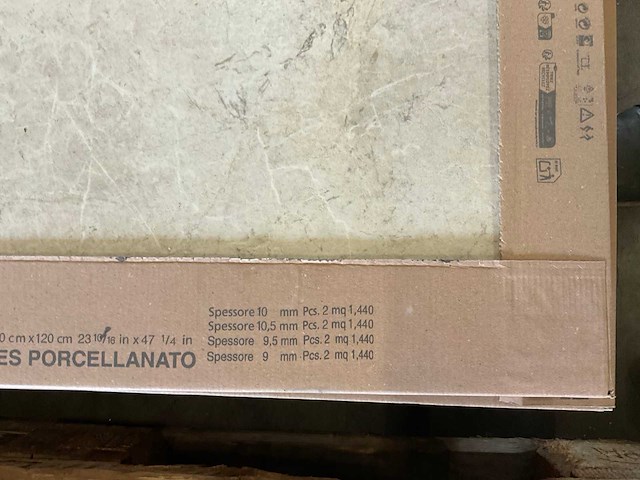 Spessore 10 mm Pcs. 2 mq 1,440
Spessore 10,5 mm Pcs. 2 mq 1,440
Spessore 9,5 mm Pcs. 2 mq 1,440
Spessore 9 mm Pcs. 2 mq 1,440
0 cm x 120 cm 23 10/16 in x 47 1/4 in
ES PORCELLANATO